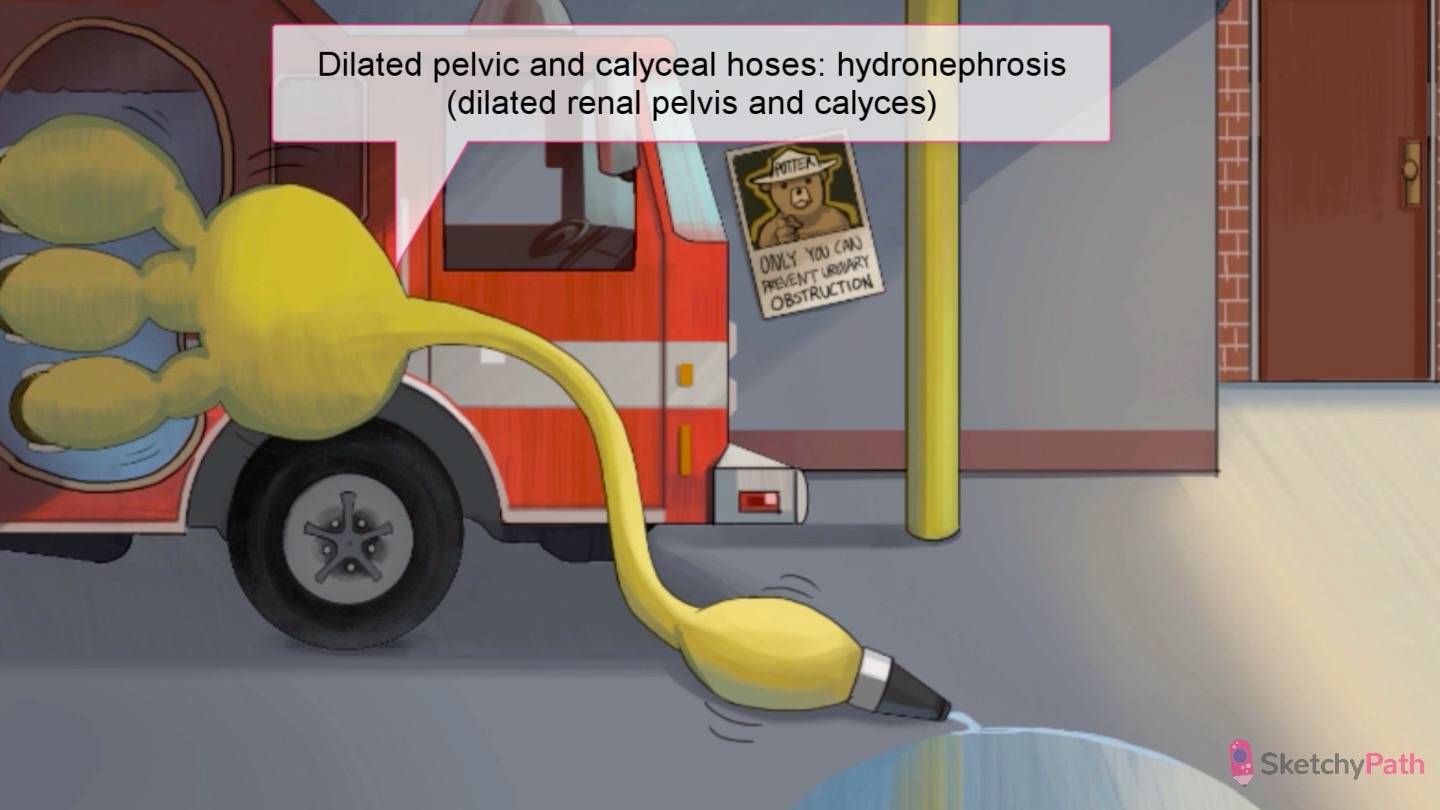 Dilated pelvic and calyceal hoses: hydronephrosis
(dilated renal pelvis and calyces)
POTTER
ONLY YOU CAN
PREVENT URINARY
OBSTRUCTION
SketchyPath